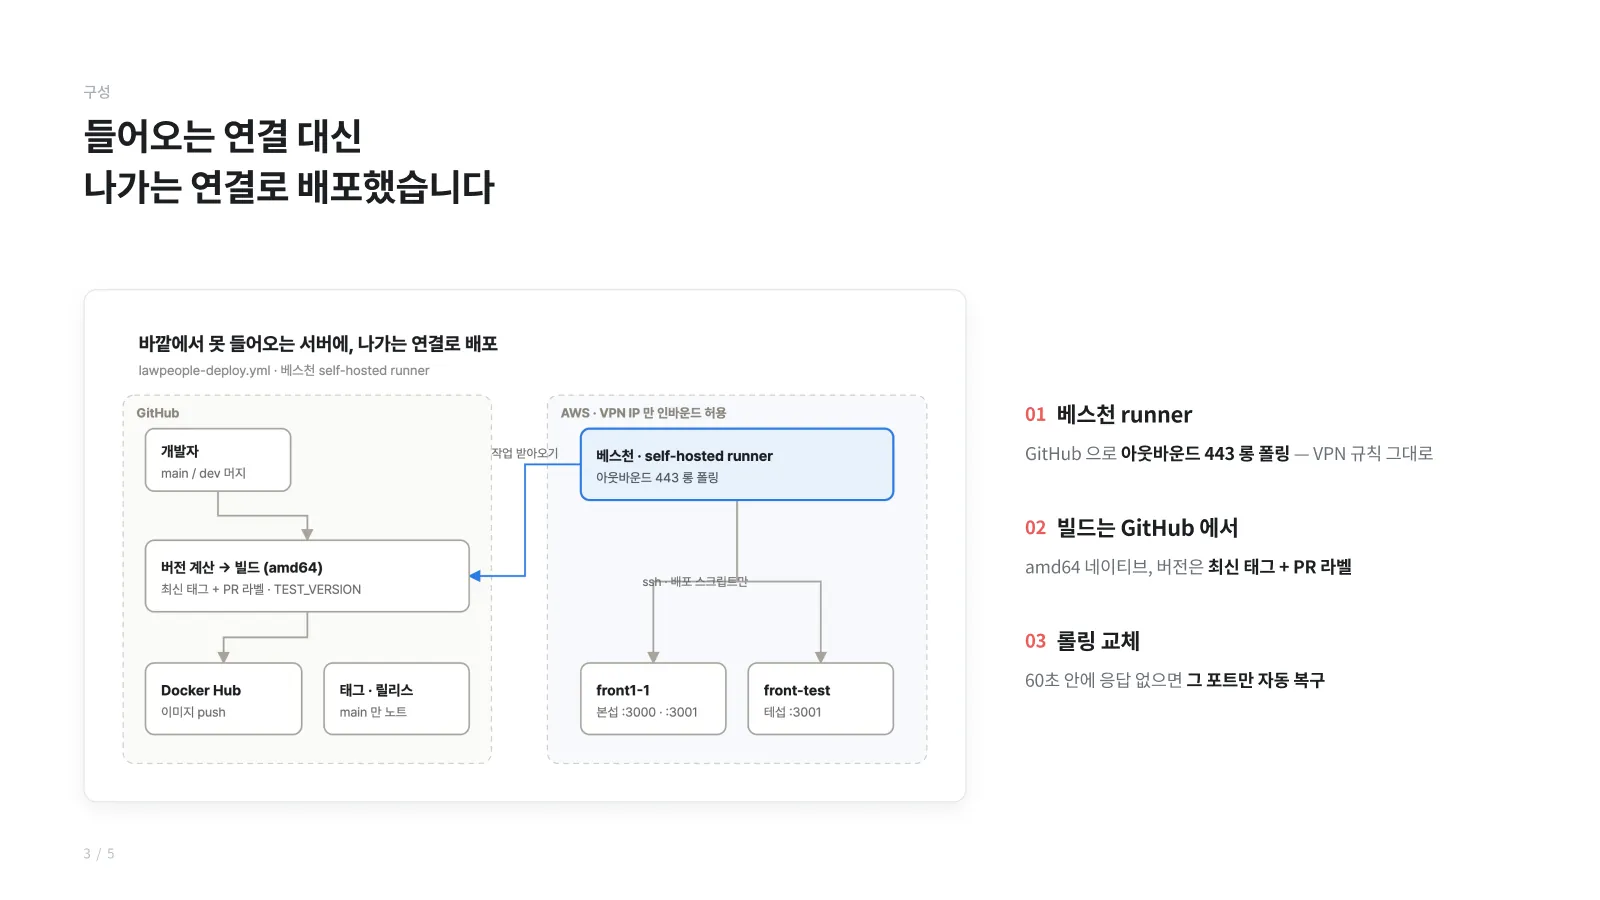 구성
들어오는 연결 대신
나가는 연결로 배포했습니다
바깥에서 못 들어오는 서버에, 나가는 연결로 배포
lawpeople-deploy.yml · 베스천 self-hosted runner
GitHub
개발자
main / dev 머지
버전 계산 → 빌드 (amd64)
최신 태그 + PR 라벨 · TEST_VERSION
Docker Hub
이미지 push
태그 · 릴리스
main 만 노트
작업 받아오기
AWS · VPN IP 만 인바운드 허용
베스천 · self-hosted runner
아웃바운드 443 롱 폴링
ssh · 배포 스크립트만
front1-1
본섭 :3000 · :3001
front-test
테섭 :3001
01 베스천 runner
GitHub 으로 아웃바운드 443 롱 폴링 — VPN 규칙 그대로
02 빌드는 GitHub 에서
amd64 네이티브, 버전은 최신 태그 + PR 라벨
03 롤링 교체
60초 안에 응답 없으면 그 포트만 자동 복구
3 / 5